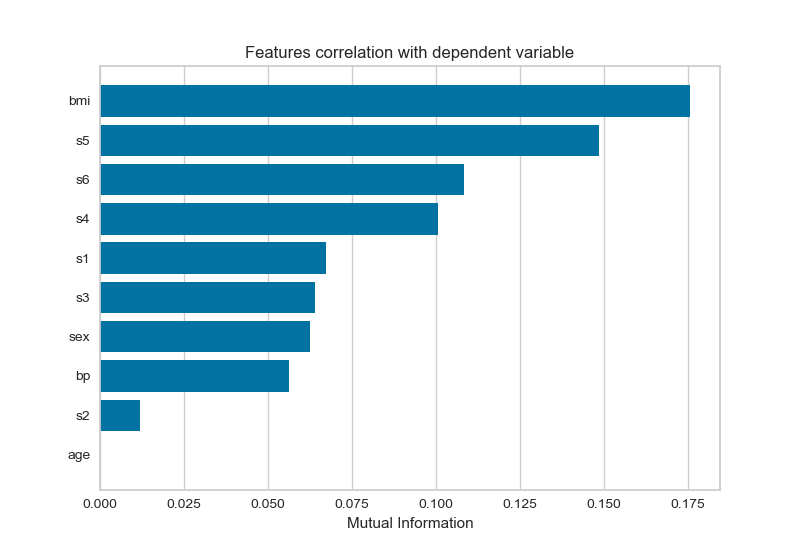 Features correlation with dependent variable
bmi
s5
s6
s4
s1
s3
sex
bp
s2
age
0.000 0.025 0.050 0.075 0.100 0.125 0.150 0.175
Mutual Information